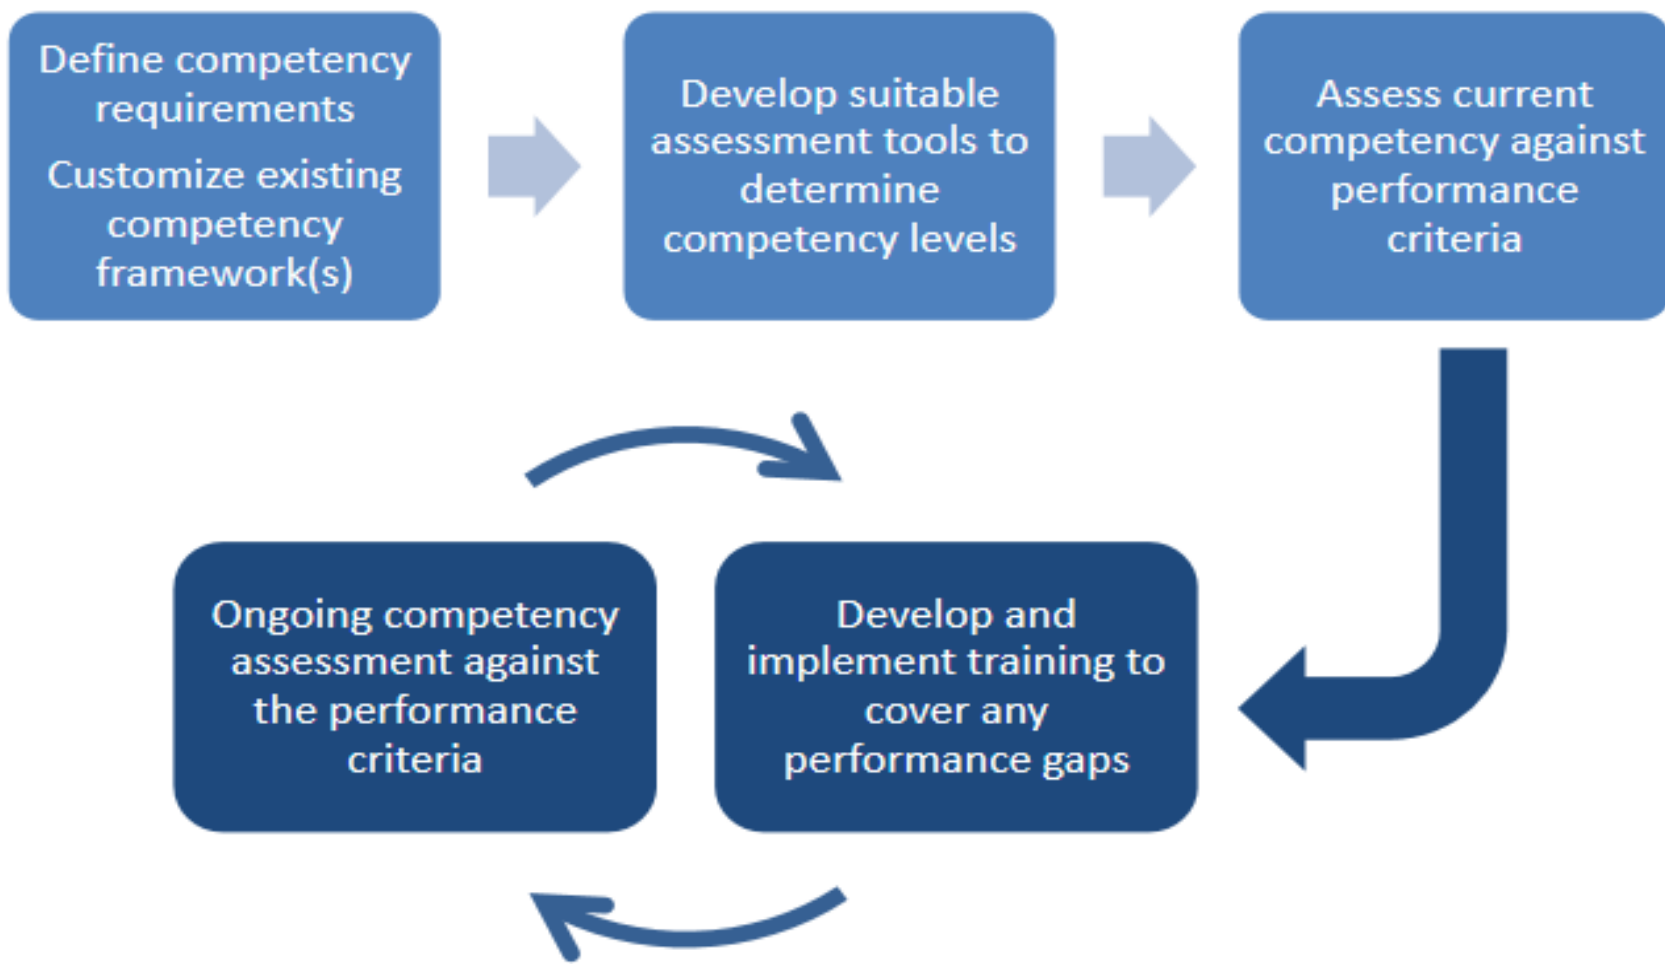 Define competency
requirements
Customize existing
competency
framework(s)
Develop suitable
assessment tools to
determine
competency levels
Assess current
competency against
performance
criteria
Ongoing competency
assessment against
the performance
criteria
Develop and
implement training to
cover any
performance gaps